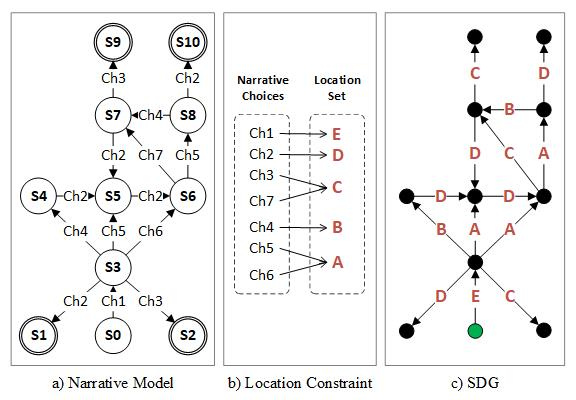 S9 S10
Ch3 Ch2
S7 Ch4 S8
Ch2 Ch7 Ch5
S4 Ch2 S5 Ch2 S6
Ch4 Ch5 Ch6
S3
Ch2 Ch1 Ch3
S1 S0 S2
a) Narrative Model
Narrative Choices
Location Set
Ch1 E
Ch2 D
Ch3
C
Ch7
Ch4 B
Ch5
A
Ch6
b) Location Constraint
C D
B
D C A
D D
B A A
D E C
c) SDG